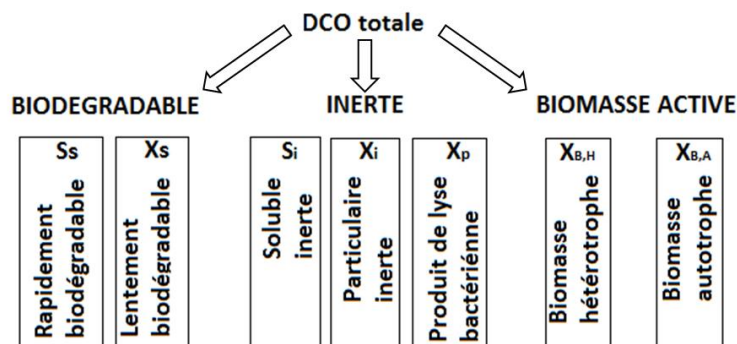 DCO totale
BIODEGRADABLE
INERTE
BIOMASSE ACTIVE
Ss
Rapidement
biodégradable
Xs
Lentement
biodégradable
Si
Soluble
inerte
Xi
Particulaire
inerte
Xp
Produit de lyse
bactériénne
XB,H
Biomasse
hétérotrophe
XB,A
Biomasse
autotrophe